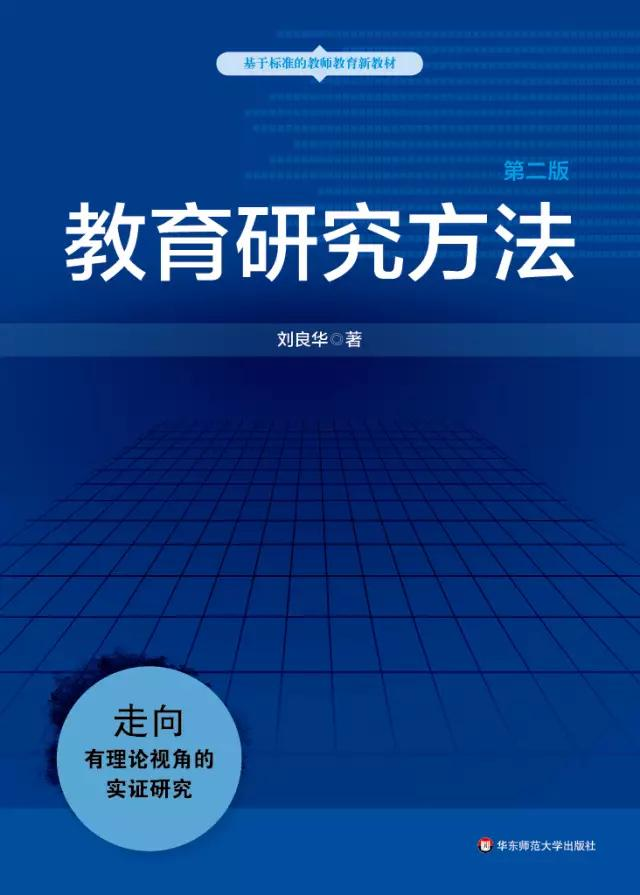 基于标准的教师教育新教材
第二版
教育研究方法
刘良华◎著
走向
有理论视角的
实证研究
华东师范大学出版社